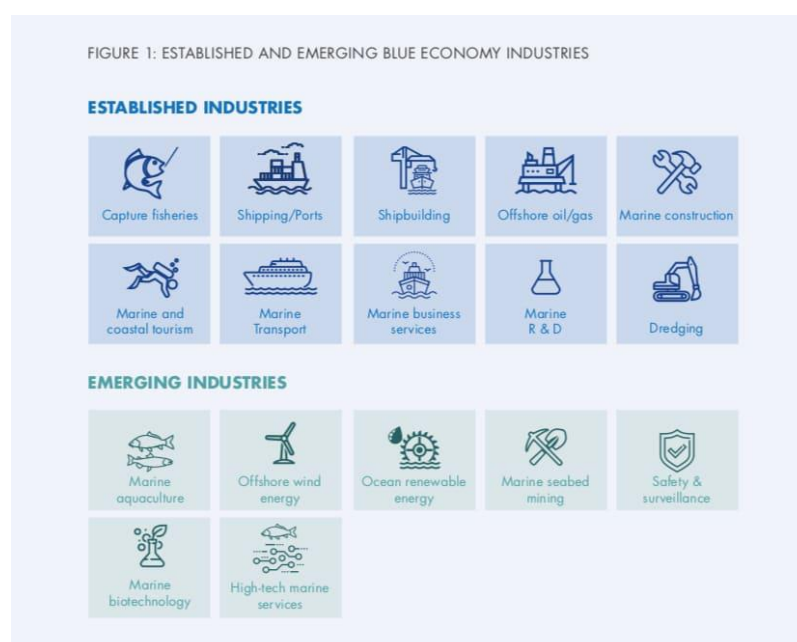 FIGURE 1: ESTABLISHED AND EMERGING BLUE ECONOMY INDUSTRIES
ESTABLISHED INDUSTRIES
Capture fisheries
Shipping/Ports
Shipbuilding
Offshore oil/gas
Marine construction
Marine and
coastal tourism
Marine
Transport
Marine business
services
Marine
R & D
Dredging
EMERGING INDUSTRIES
Marine
aquaculture
Offshore wind
energy
Ocean renewable
energy
Marine seabed
mining
Safety &
surveillance
Marine
biotechnology
High-tech marine
services